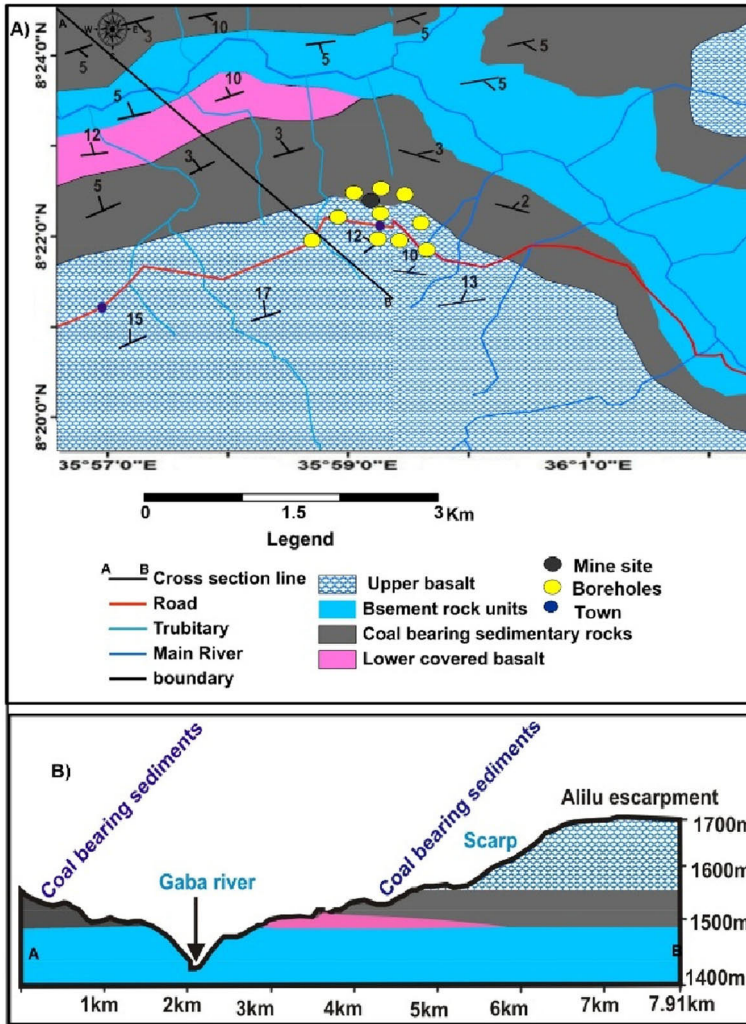 A)
A
W
E
3
10
5
5
5
5
8°24'0"N
5
10
5
12
3
3
3
5
2
8°22'0"N
12
10
13
B
17
15
8°20'0"N
35°57'0"E
35°59'0"E
36°1'0"E
0
1.5
3 Km
Legend
A B Cross section line
Road
Trubitary
Main River
boundary
Upper basalt
Bsement rock units
Coal bearing sedimentary rocks
Lower covered basalt
Mine site
Boreholes
Town
B)
Coal bearing sediments
Gaba river
Coal bearing sediments
Scarp
Alilu escarpment
1700m
1600m
1500m
1400m
A
B
1km
2km
3km
4km
5km
6km
7km
7.91km